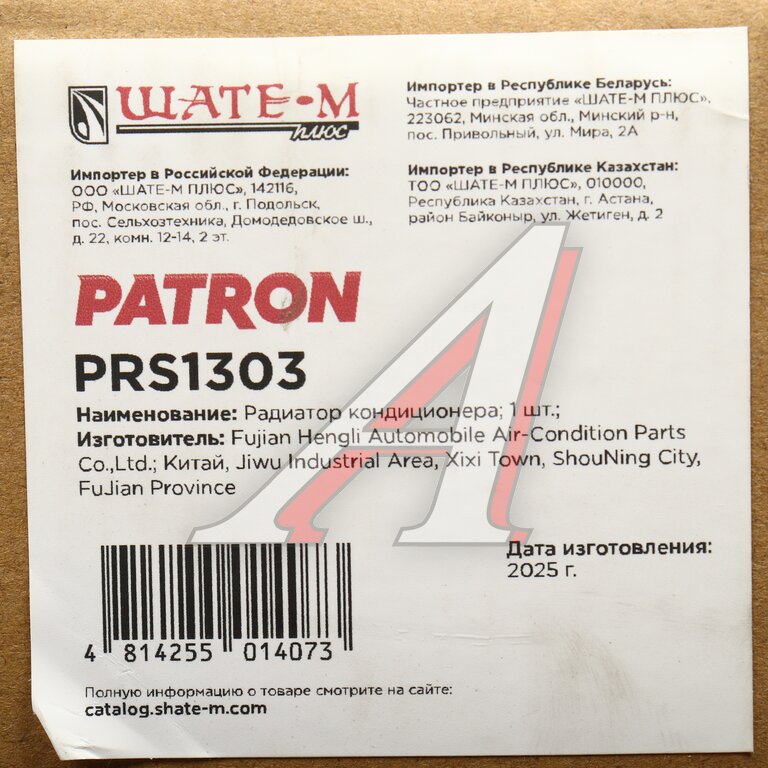 ШАТЕ-М
плюс
Импортер в Российской Федерации:
ООО «ШАТЕ-М ПЛЮС», 142116,
РФ, Московская обл., г. Подольск,
пос. Сельхозтехника, Домодедовское ш.,
д. 22, комн. 12-14, 2 эт.
Импортер в Республике Беларусь:
Частное предприятие «ШАТЕ-М ПЛЮС»,
223062, Минская обл., Минский р-н,
пос. Привольный, ул. Мира, 2А
Импортер в Республике Казахстан:
ТОО «ШАТЕ-М ПЛЮС», 010000,
Республика Казахстан, г. Астана,
район Байконыр, ул. Жетиген, д. 2
PATRON
PRS1303
Наименование: Радиатор кондиционера; 1 шт.;
Изготовитель: Fujian Hengli Automobile Air-Condition Parts
Co.,Ltd.; Китай, Jiwu Industrial Area, Xixi Town, ShouNing City,
FuJian Province
Дата изготовления:
2025 г.
4 814255 014073
Полную информацию о товаре смотрите на сайте:
catalog.shate-m.com